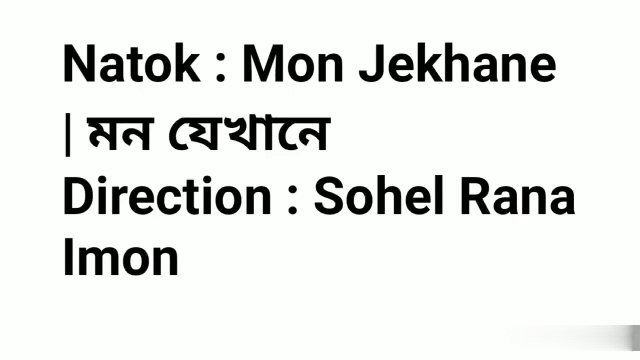 Natok : Mon Jekhane
| মন যেখানে
Direction : Sohel Rana
Imon